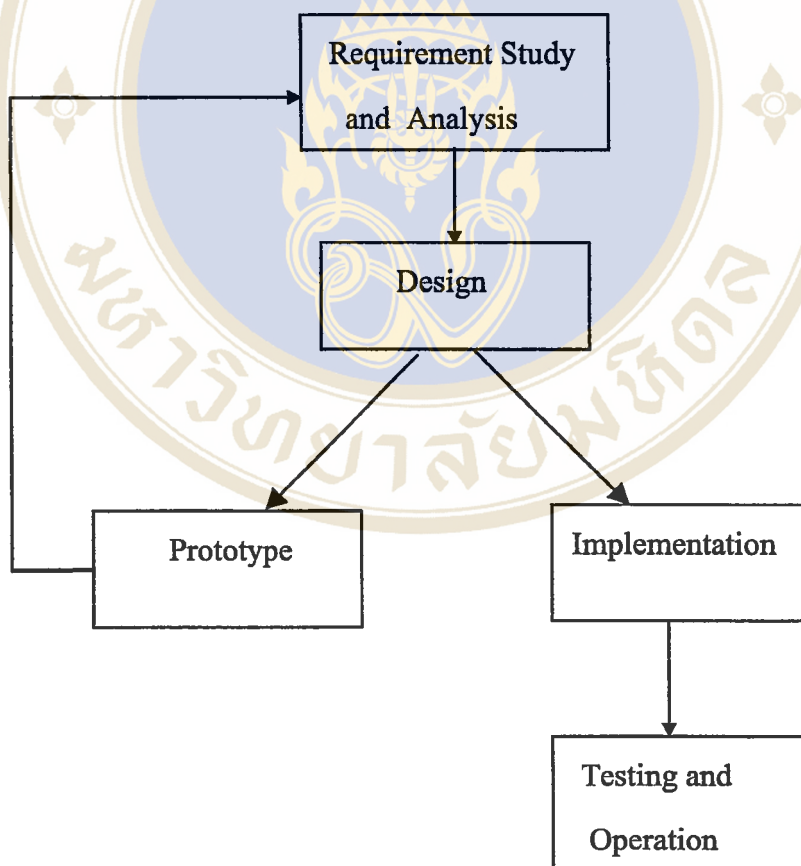 Requirement Study
and Analysis
Design
มหาวิทยาลัยมหิดล
Prototype
Implementation
Testing and
Operation